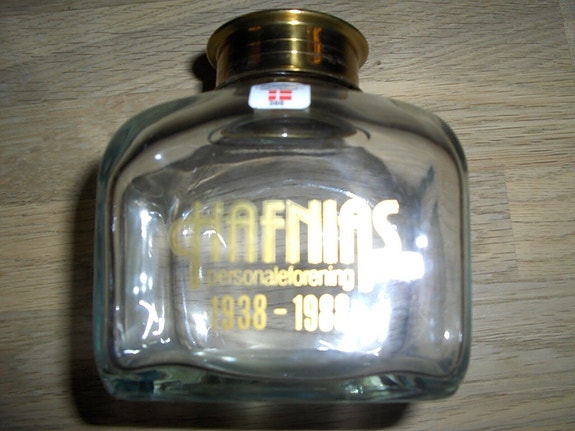 HAFNIAS
personaleforening
1938 - 1988